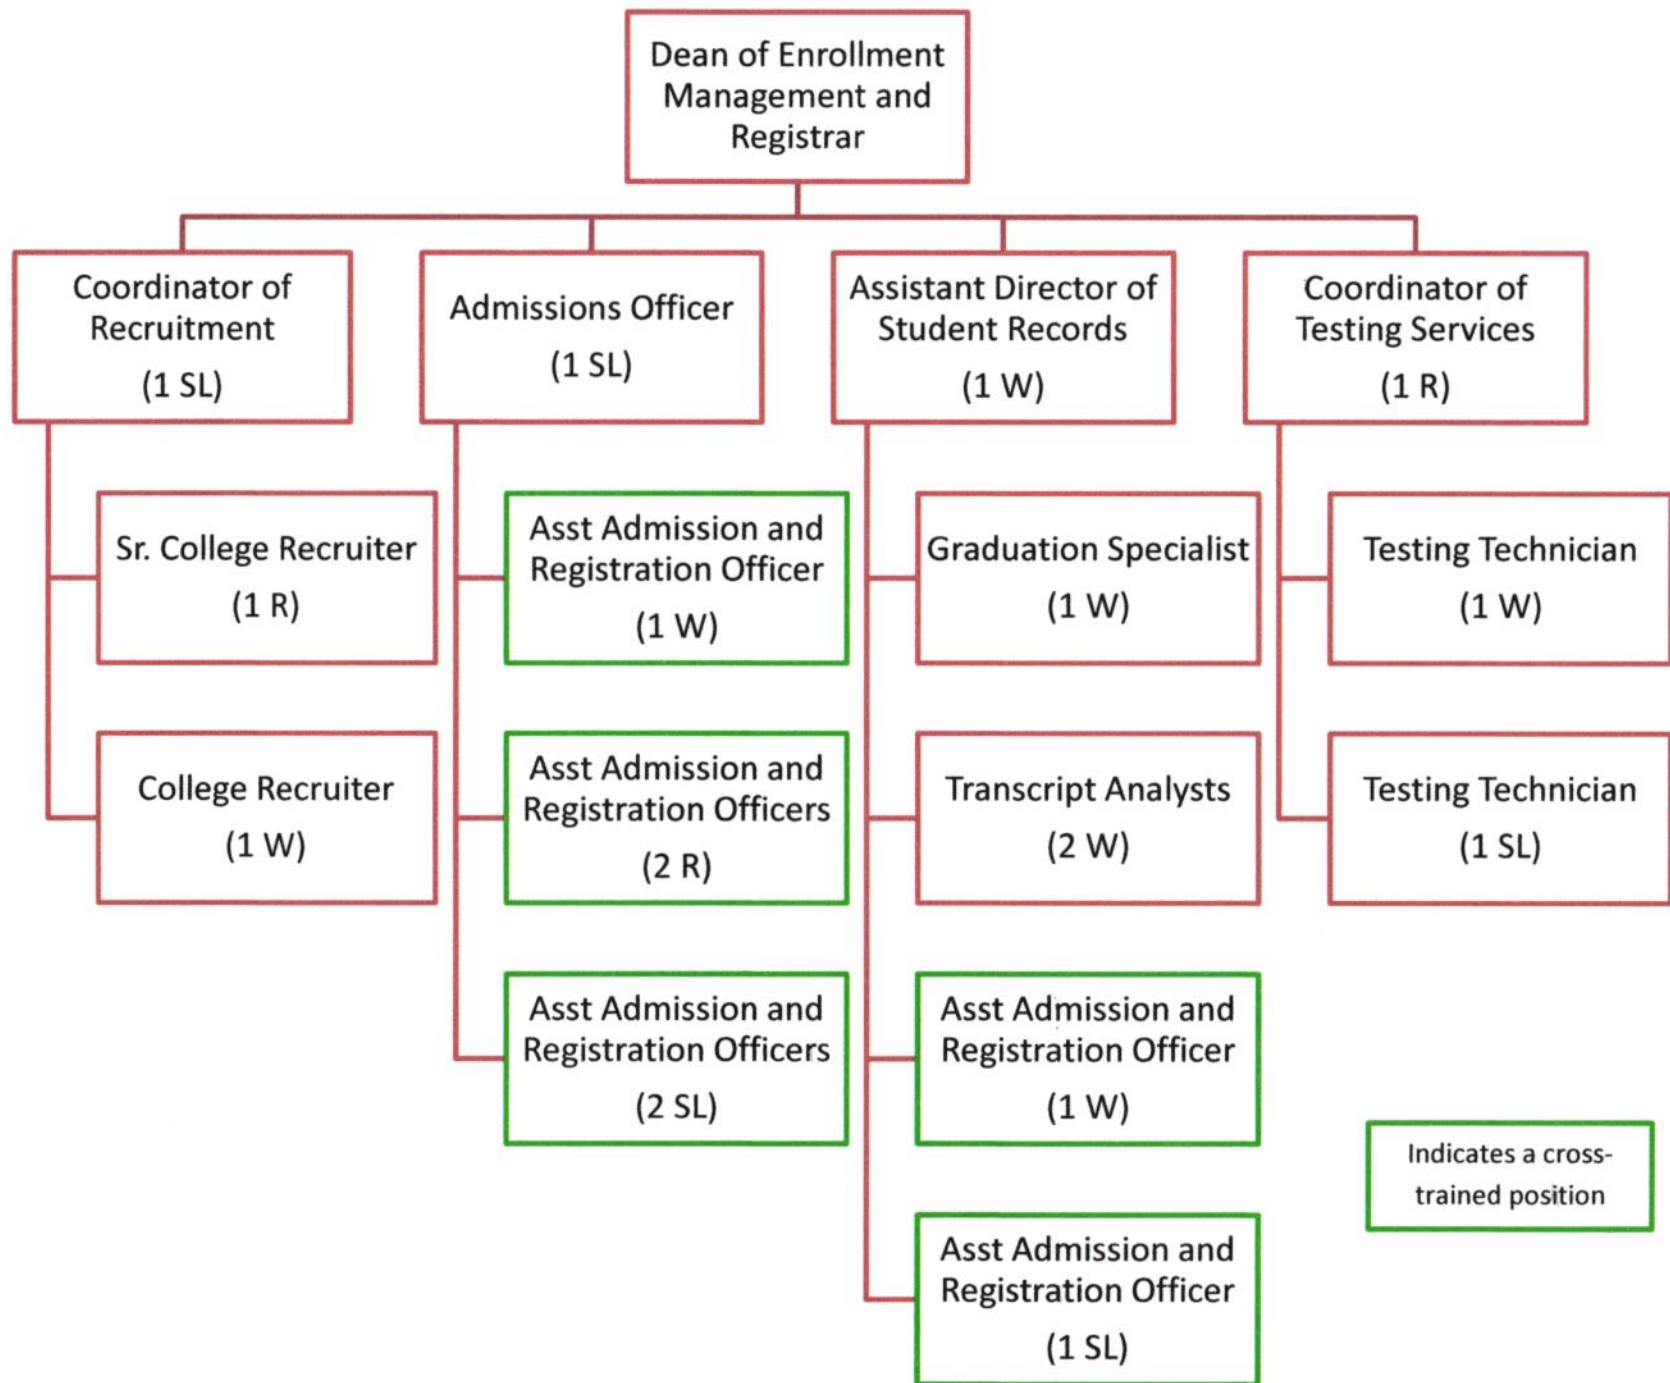 Dean of Enrollment
Management and
Registrar
Coordinator of
Recruitment
(1 SL)
Admissions Officer
(1 SL)
Assistant Director of
Student Records
(1 W)
Coordinator of
Testing Services
(1 R)
Sr. College Recruiter
(1 R)
College Recruiter
(1 W)
Asst Admission and
Registration Officer
(1 W)
Asst Admission and
Registration Officers
(2 R)
Asst Admission and
Registration Officers
(2 SL)
Graduation Specialist
(1 W)
Transcript Analysts
(2 W)
Asst Admission and
Registration Officer
(1 W)
Asst Admission and
Registration Officer
(1 SL)
Testing Technician
(1 W)
Testing Technician
(1 SL)
Indicates a cross-
trained position